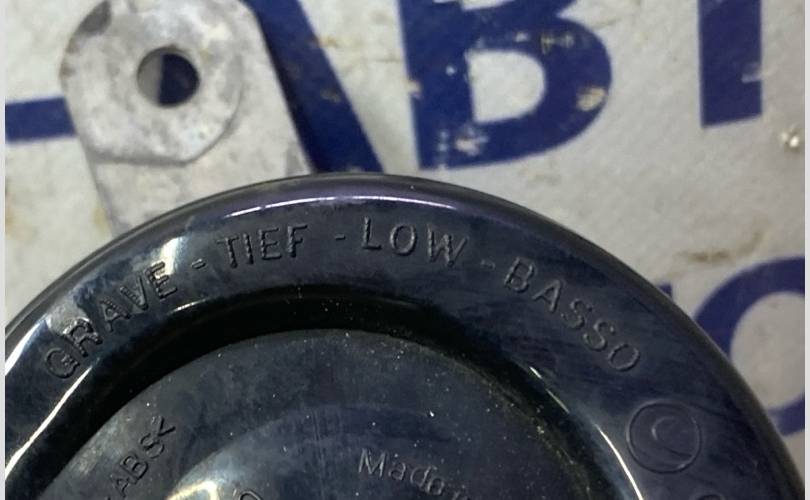 GRAVE - TIEF - LOW - BASSO
>ABS<
Made